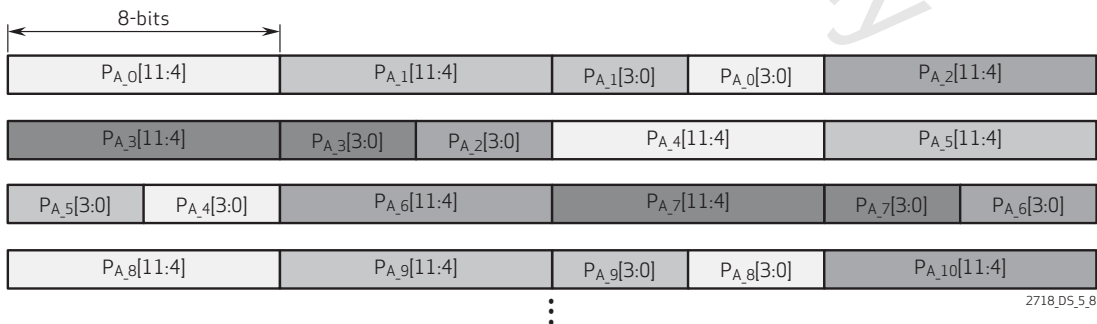 8-bits
PA_0[11:4] PA_1[11:4] PA_1[3:0] PA_0[3:0] PA_2[11:4]
PA_3[11:4] PA_3[3:0] PA_2[3:0] PA_4[11:4] PA_5[11:4]
PA_5[3:0] PA_4[3:0] PA_6[11:4] PA_7[11:4] PA_7[3:0] PA_6[3:0]
PA_8[11:4] PA_9[11:4] PA_9[3:0] PA_8[3:0] PA_10[11:4]
2718_DS_5_8